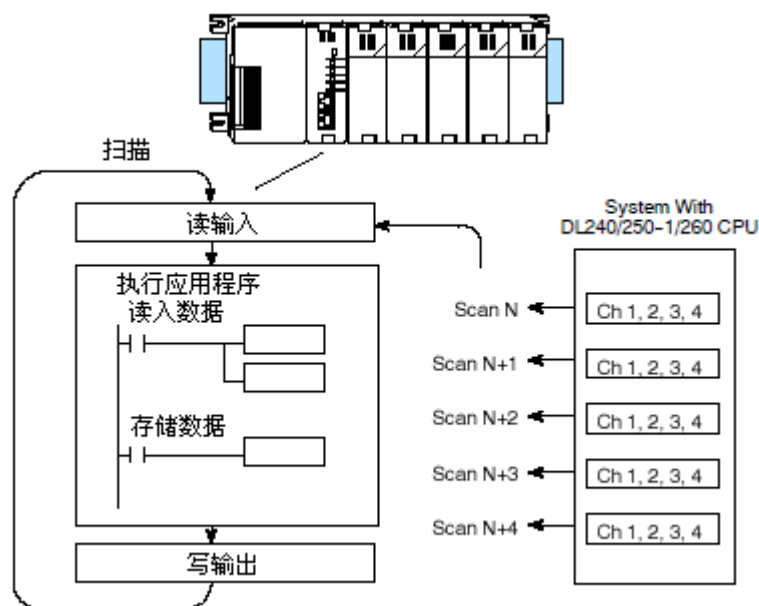 扫描
读输入
执行应用程序
读入数据
存储数据
写输出
System With
DL240/250-1/260 CPU
Scan N
Ch 1, 2, 3, 4
Scan N+1
Ch 1, 2, 3, 4
Scan N+2
Ch 1, 2, 3, 4
Scan N+3
Ch 1, 2, 3, 4
Scan N+4
Ch 1, 2, 3, 4